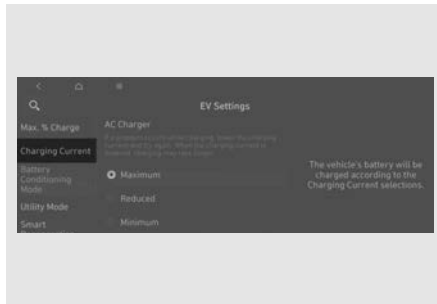 EV Settings
Max. % Charge
Charging Current
Battery
Conditioning
Mode
Utility Mode
Smart
AC Charger
Maximum
Reduced
Minimum
The vehicle's battery will be
charged according to the
Charging Current selections.